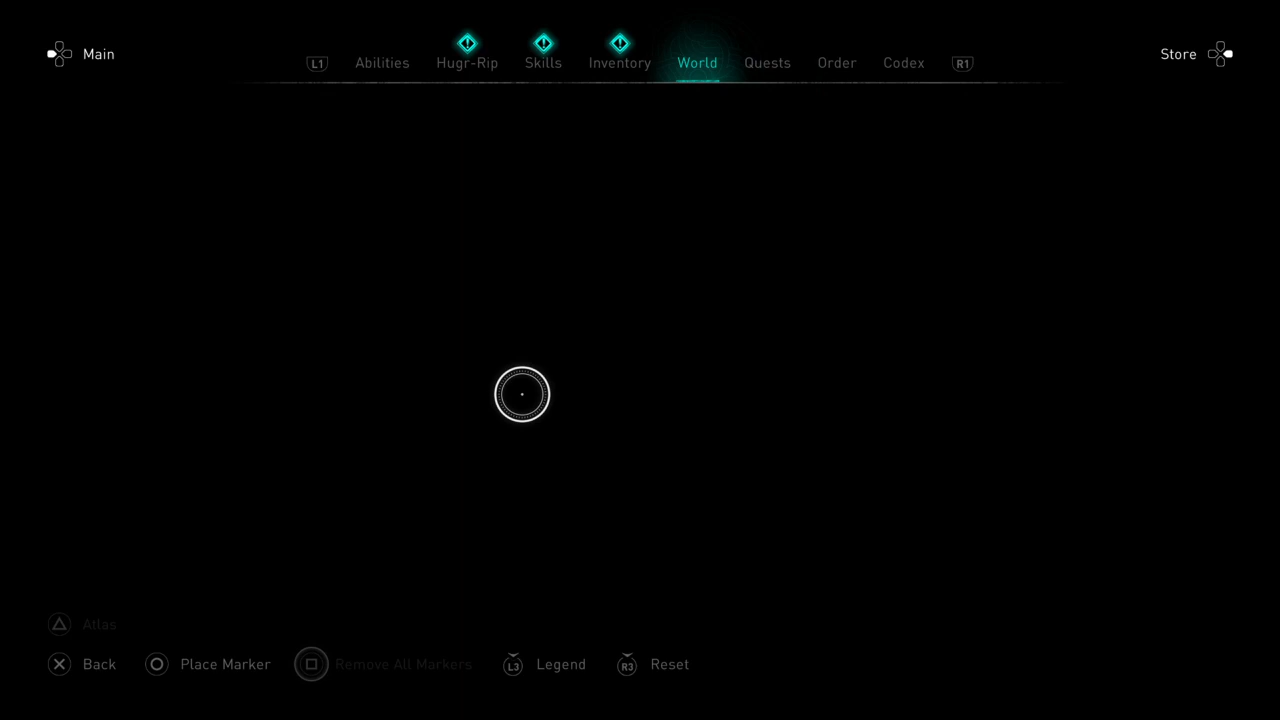 Main
L1 Abilities Hugr-Rip Skills Inventory World Quests Order Codex R1
Store
Atlas
Back Place Marker Remove All Markers L3 Legend R3 Reset